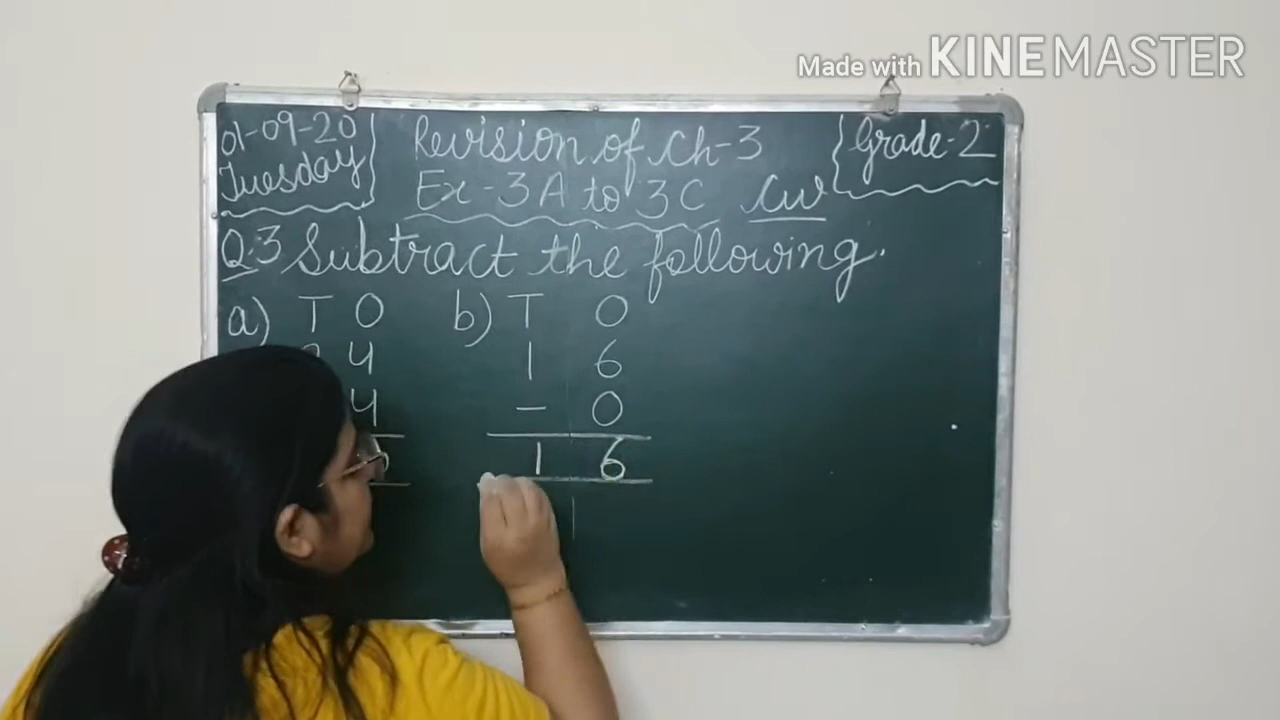 Made with KINEMASTER
01-09-20 Revision of Ch-3 Grade-2
Tuesday Ex-3A to 3C CW
Q.3 Subtract the following.
a) T O b) T O
4 1 6
4 - 0
1 6